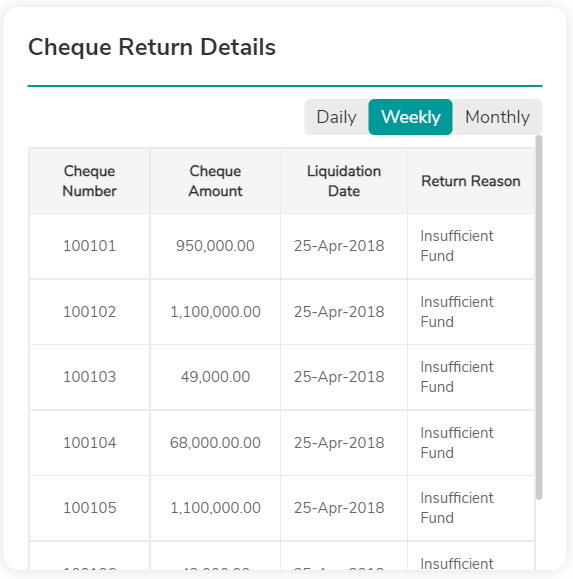 Cheque Return Details
Daily Weekly Monthly
Cheque Number Cheque Amount Liquidation Date Return Reason
100101 950,000.00 25-Apr-2018 Insufficient Fund
100102 1,100,000.00 25-Apr-2018 Insufficient Fund
100103 49,000.00 25-Apr-2018 Insufficient Fund
100104 68,000.00.00 25-Apr-2018 Insufficient Fund
100105 1,100,000.00 25-Apr-2018 Insufficient Fund
Insufficient